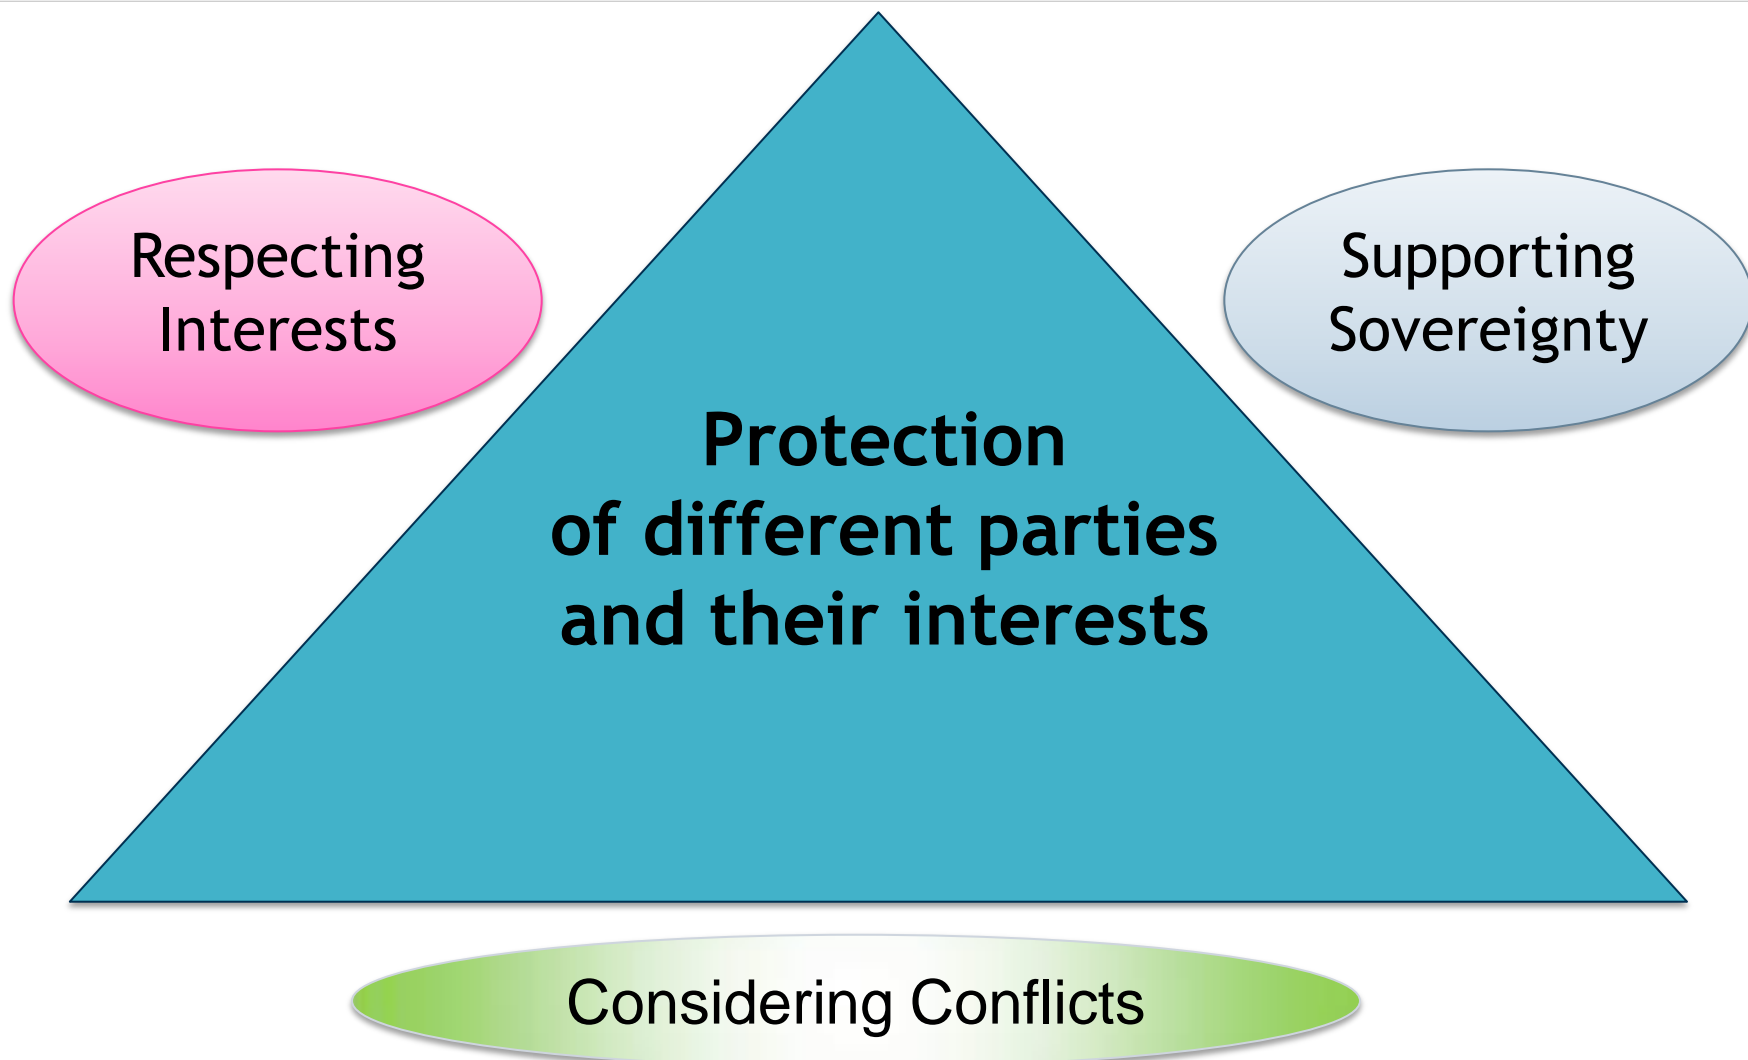 Respecting
Interests
Supporting
Sovereignty
Protection
of different parties
and their interests
Considering Conflicts